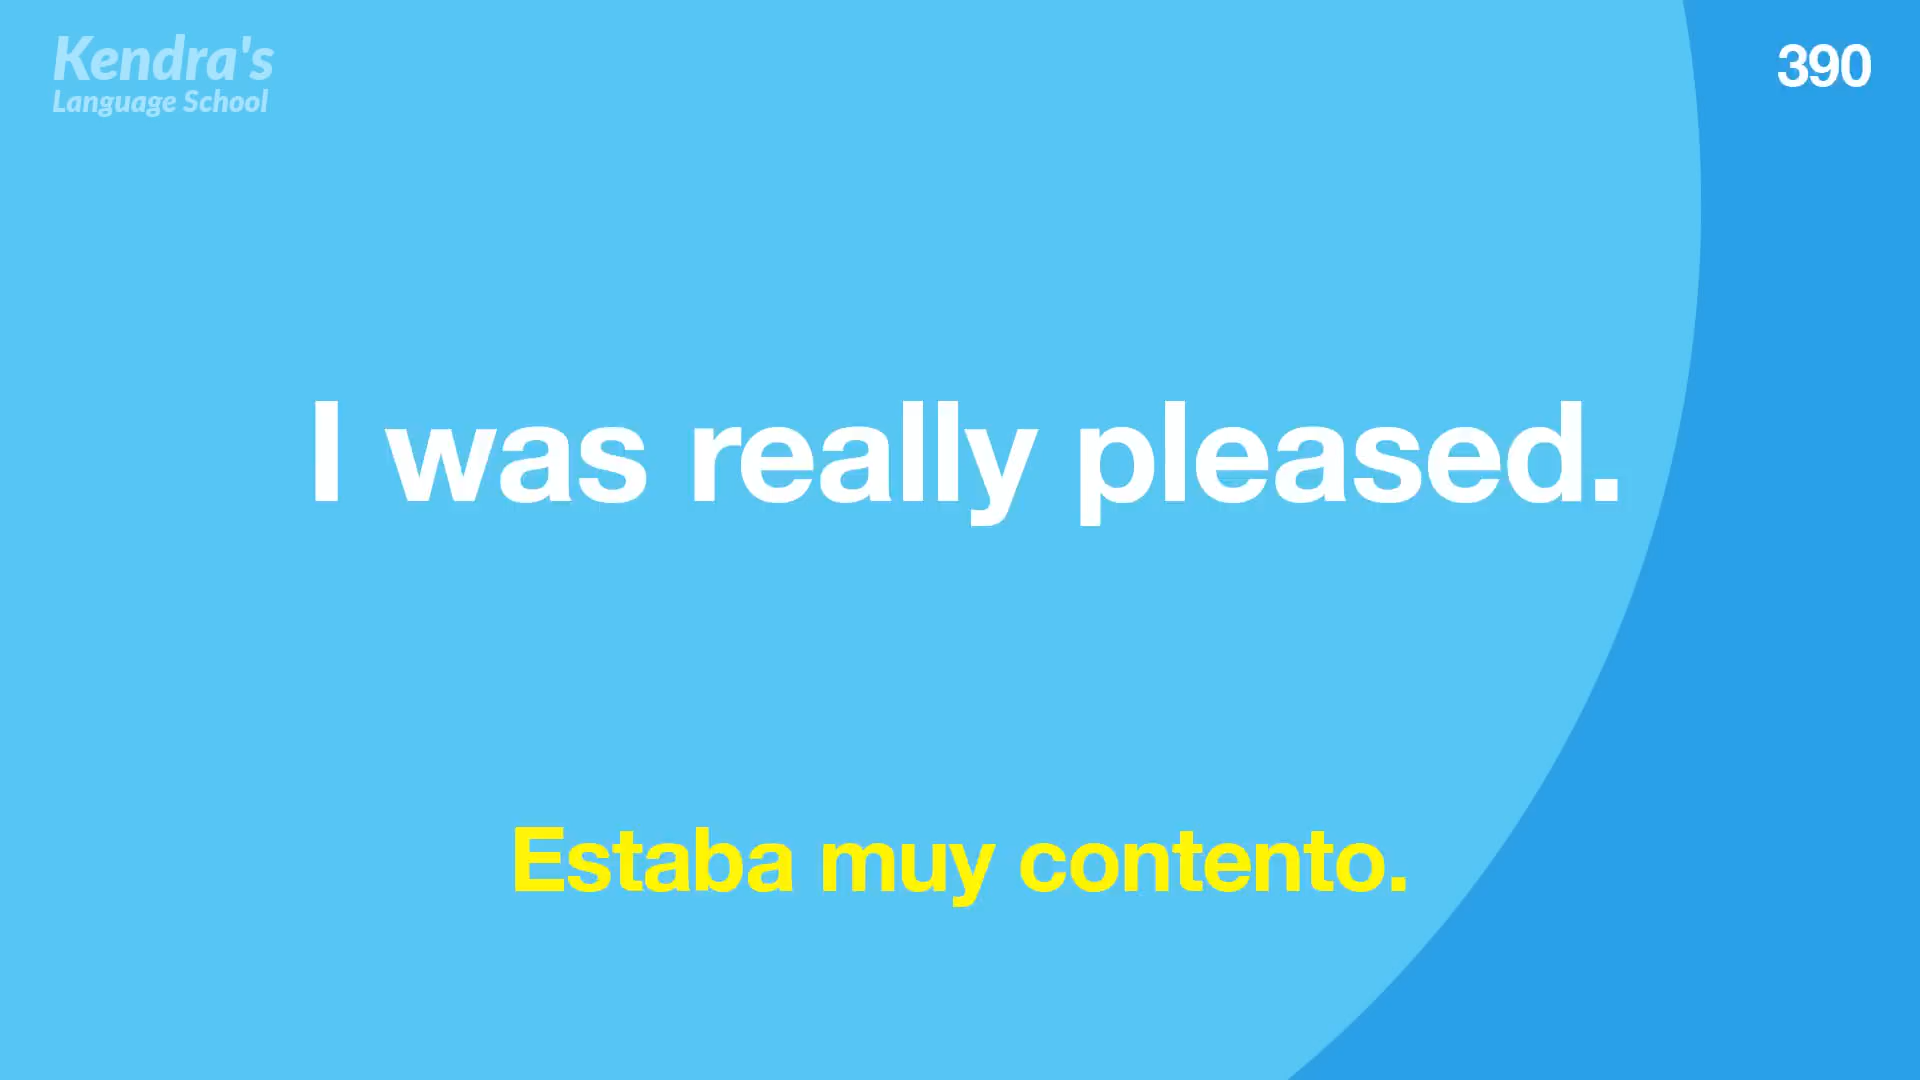 Kendra's
Language School
390
I was really pleased.
Estaba muy contento.